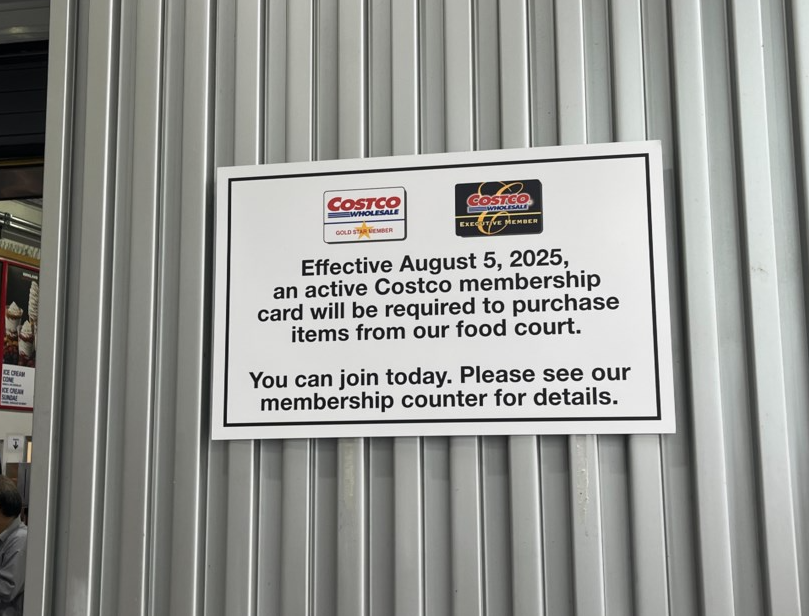 COSTCO
WHOLESALE
GOLD STAR MEMBER
COSTCO
WHOLESALE
EXECUTIVE MEMBER
Effective August 5, 2025,
an active Costco membership
card will be required to purchase
items from our food court.
You can join today. Please see our
membership counter for details.
ICE CREAM
CONE
ICE CREAM
SUNDAE